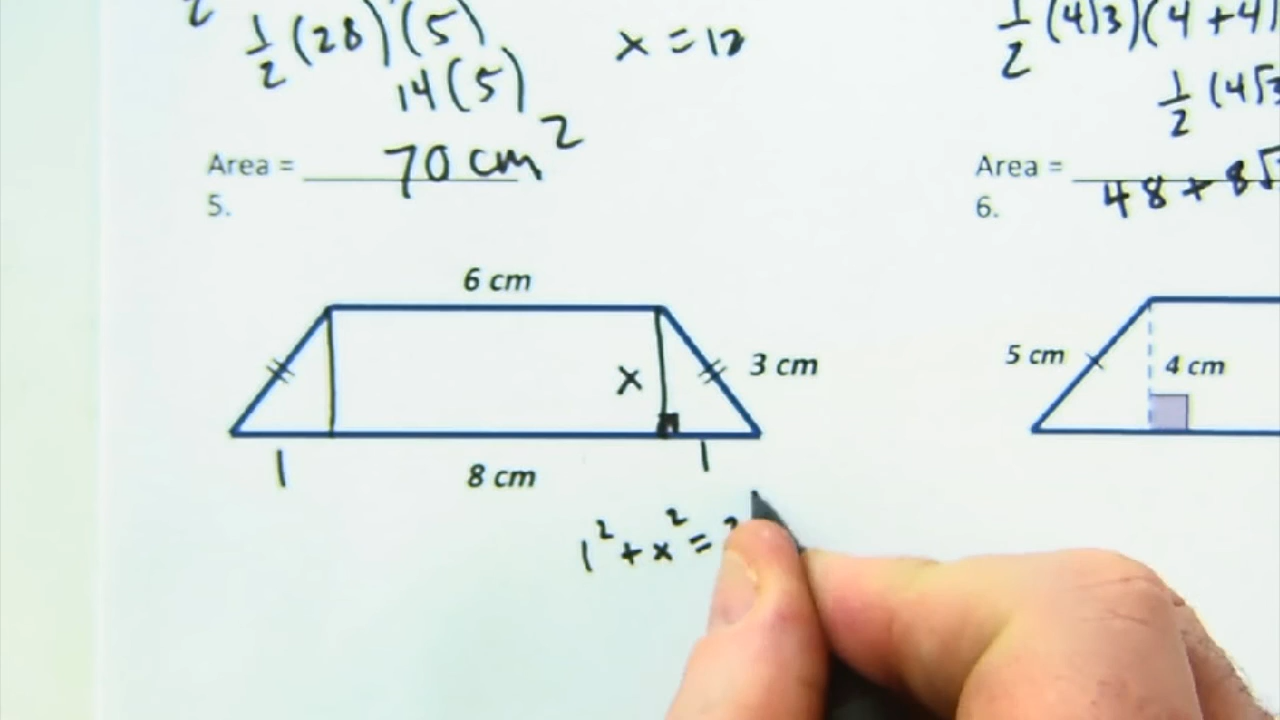 1/2 (28) (5)
14 (5)
x = 12
Area = 70 cm²
5.
6 cm
x
3 cm
1
8 cm
1
1² + x² =
1/2 (4√3)(4 + 4
1/2 (4√3
Area = 48 + 8√
6.
5 cm
4 cm